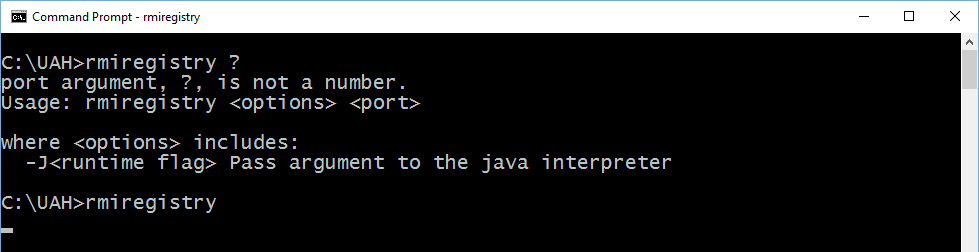 Command Prompt - rmiregistry
C:\UAH>rmiregistry ?
port argument, ?, is not a number.
Usage: rmiregistry <options> <port>
where <options> includes:
  -J<runtime flag> Pass argument to the java interpreter
C:\UAH>rmiregistry